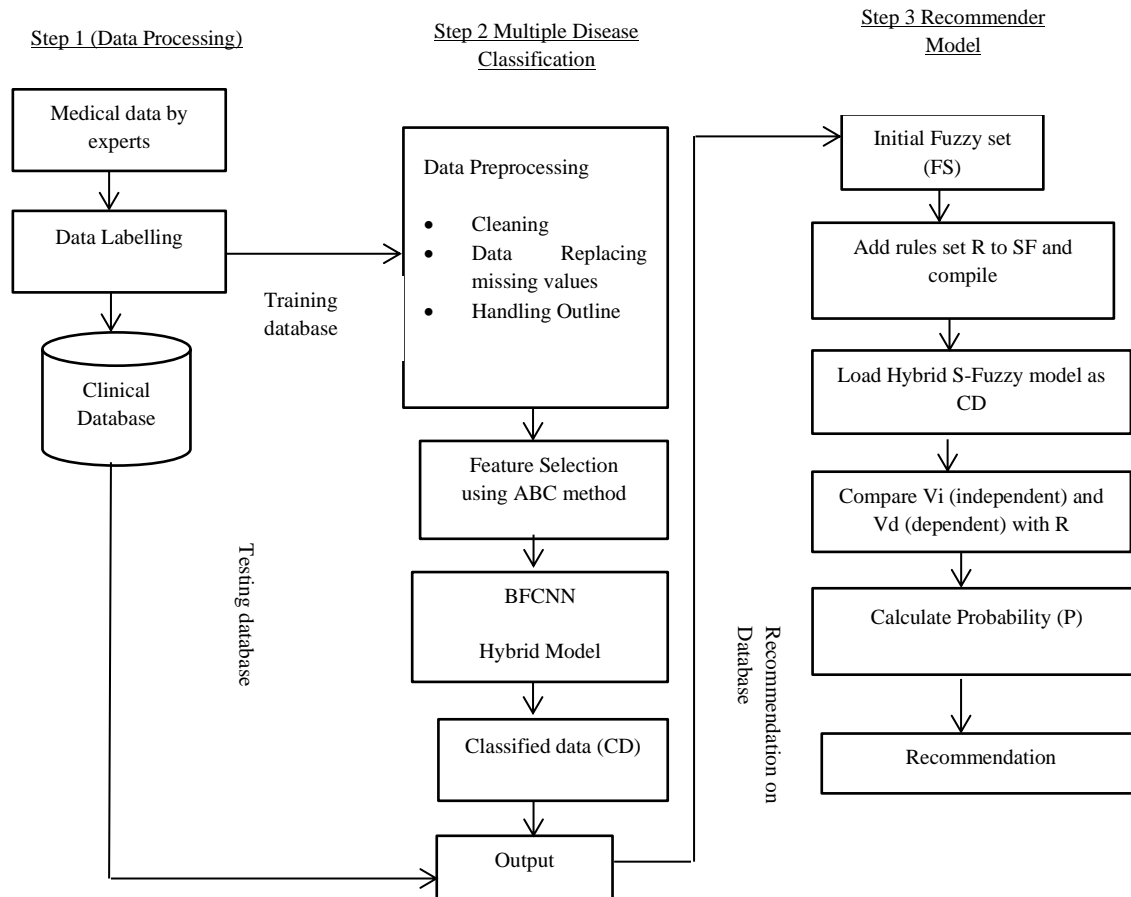 Step 1 (Data Processing)
Medical data by
experts
Data Labelling
Clinical
Database
Training
database
Testing database
Step 2 Multiple Disease
Classification
Data Preprocessing
• Cleaning
• Data Replacing
missing values
• Handling Outline
Feature Selection
using ABC method
BFCNN
Hybrid Model
Classified data (CD)
Output
Recommendation on
Database
Step 3 Recommender
Model
Initial Fuzzy set
(FS)
Add rules set R to SF and
compile
Load Hybrid S-Fuzzy model as
CD
Compare Vi (independent) and
Vd (dependent) with R
Calculate Probability (P)
Recommendation